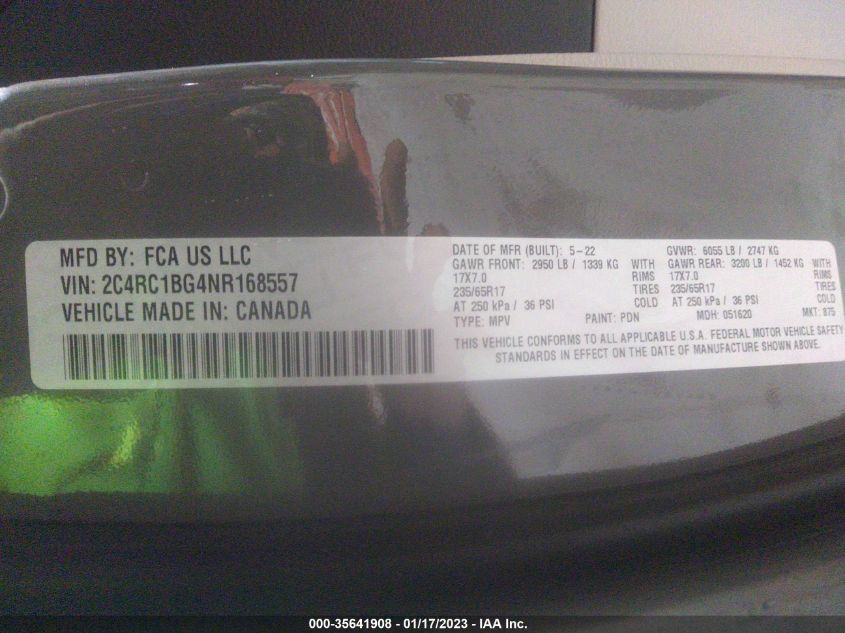 MFD BY: FCA US LLC
VIN: 2C4RC1BG4NR168557
VEHICLE MADE IN: CANADA
DATE OF MFR (BUILT): 5-22 GVWR: 6055 LB / 2747 KG
GAWR FRONT: 2950 LB / 1339 KG WITH GAWR REAR: 3200 LB / 1452 KG WITH
17X7.0 RIMS 17X7.0 RIMS
235/65R17 TIRES 235/65R17 TIRES
AT 250 kPa / 36 PSI COLD AT 250 kPa / 36 PSI COLD
TYPE: MPV PAINT: PDN MDH: 051620 MKT: 875
THIS VEHICLE CONFORMS TO ALL APPLICABLE U.S.A. FEDERAL MOTOR VEHICLE SAFETY
STANDARDS IN EFFECT ON THE DATE OF MANUFACTURE SHOWN ABOVE.
000-35641908 - 01/17/2023 - IAA Inc.